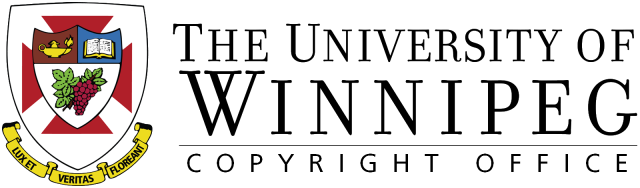 THE UNIVERSITY OF
WINNIPEG
COPYRIGHT OFFICE
LUX ET VERITAS FLOREANT